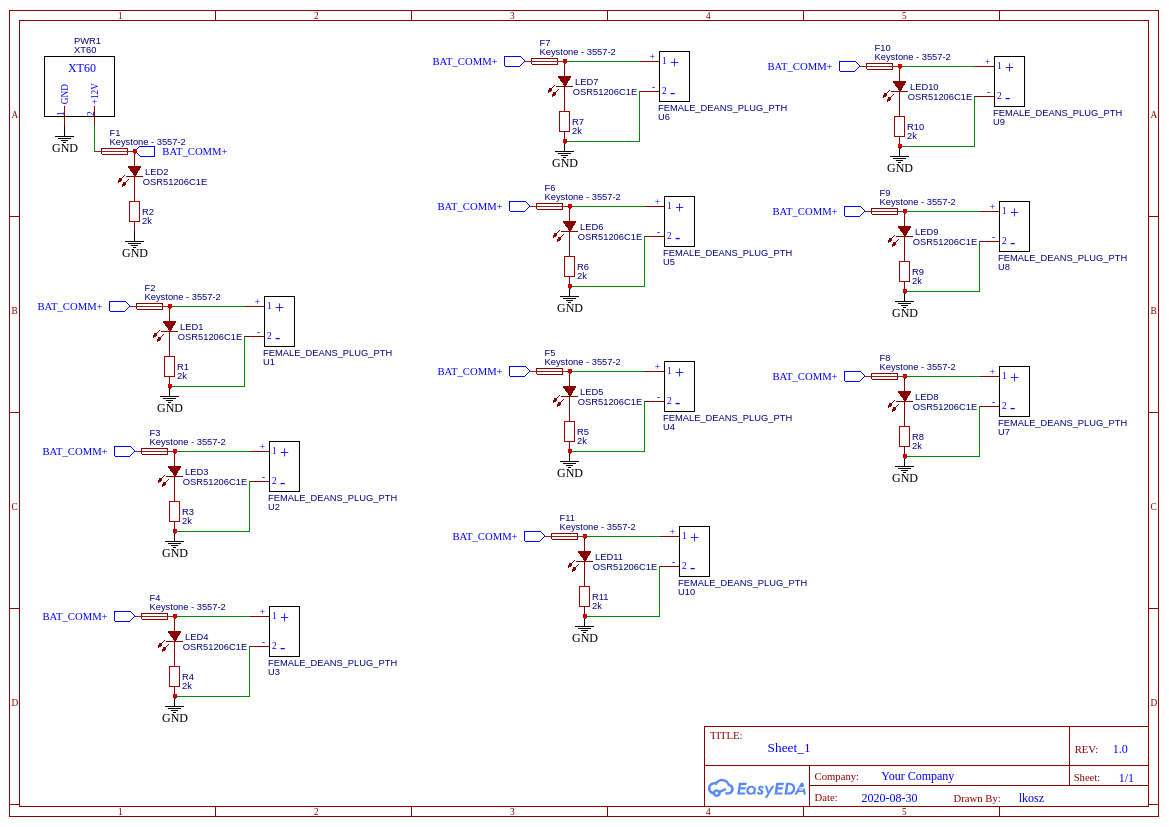 1 2 3 4 5
A
B
C
D
A
B
C
D
PWR1
XT60
XT60
GND
+12V
1 2
GND
F1
Keystone - 3557-2
BAT_COMM+
LED2
OSR51206C1E
R2
2k
GND
F2
Keystone - 3557-2
BAT_COMM+
LED1
OSR51206C1E
R1
2k
GND
+ 1 +
- 2 -
FEMALE_DEANS_PLUG_PTH
U1
F3
Keystone - 3557-2
BAT_COMM+
LED3
OSR51206C1E
R3
2k
GND
+ 1 +
- 2 -
FEMALE_DEANS_PLUG_PTH
U2
F4
Keystone - 3557-2
BAT_COMM+
LED4
OSR51206C1E
R4
2k
GND
+ 1 +
- 2 -
FEMALE_DEANS_PLUG_PTH
U3
F7
Keystone - 3557-2
BAT_COMM+
LED7
OSR51206C1E
R7
2k
GND
+ 1 +
- 2 -
FEMALE_DEANS_PLUG_PTH
U6
F6
Keystone - 3557-2
BAT_COMM+
LED6
OSR51206C1E
R6
2k
GND
+ 1 +
- 2 -
FEMALE_DEANS_PLUG_PTH
U5
F5
Keystone - 3557-2
BAT_COMM+
LED5
OSR51206C1E
R5
2k
GND
+ 1 +
- 2 -
FEMALE_DEANS_PLUG_PTH
U4
F11
Keystone - 3557-2
BAT_COMM+
LED11
OSR51206C1E
R11
2k
GND
+ 1 +
- 2 -
FEMALE_DEANS_PLUG_PTH
U10
F10
Keystone - 3557-2
BAT_COMM+
LED10
OSR51206C1E
R10
2k
GND
+ 1 +
- 2 -
FEMALE_DEANS_PLUG_PTH
U9
F9
Keystone - 3557-2
BAT_COMM+
LED9
OSR51206C1E
R9
2k
GND
+ 1 +
- 2 -
FEMALE_DEANS_PLUG_PTH
U8
F8
Keystone - 3557-2
BAT_COMM+
LED8
OSR51206C1E
R8
2k
GND
+ 1 +
- 2 -
FEMALE_DEANS_PLUG_PTH
U7
TITLE:
Sheet_1
REV: 1.0
EasyEDA
Company: Your Company
Sheet: 1/1
Date: 2020-08-30 Drawn By: lkosz
1 2 3 4 5